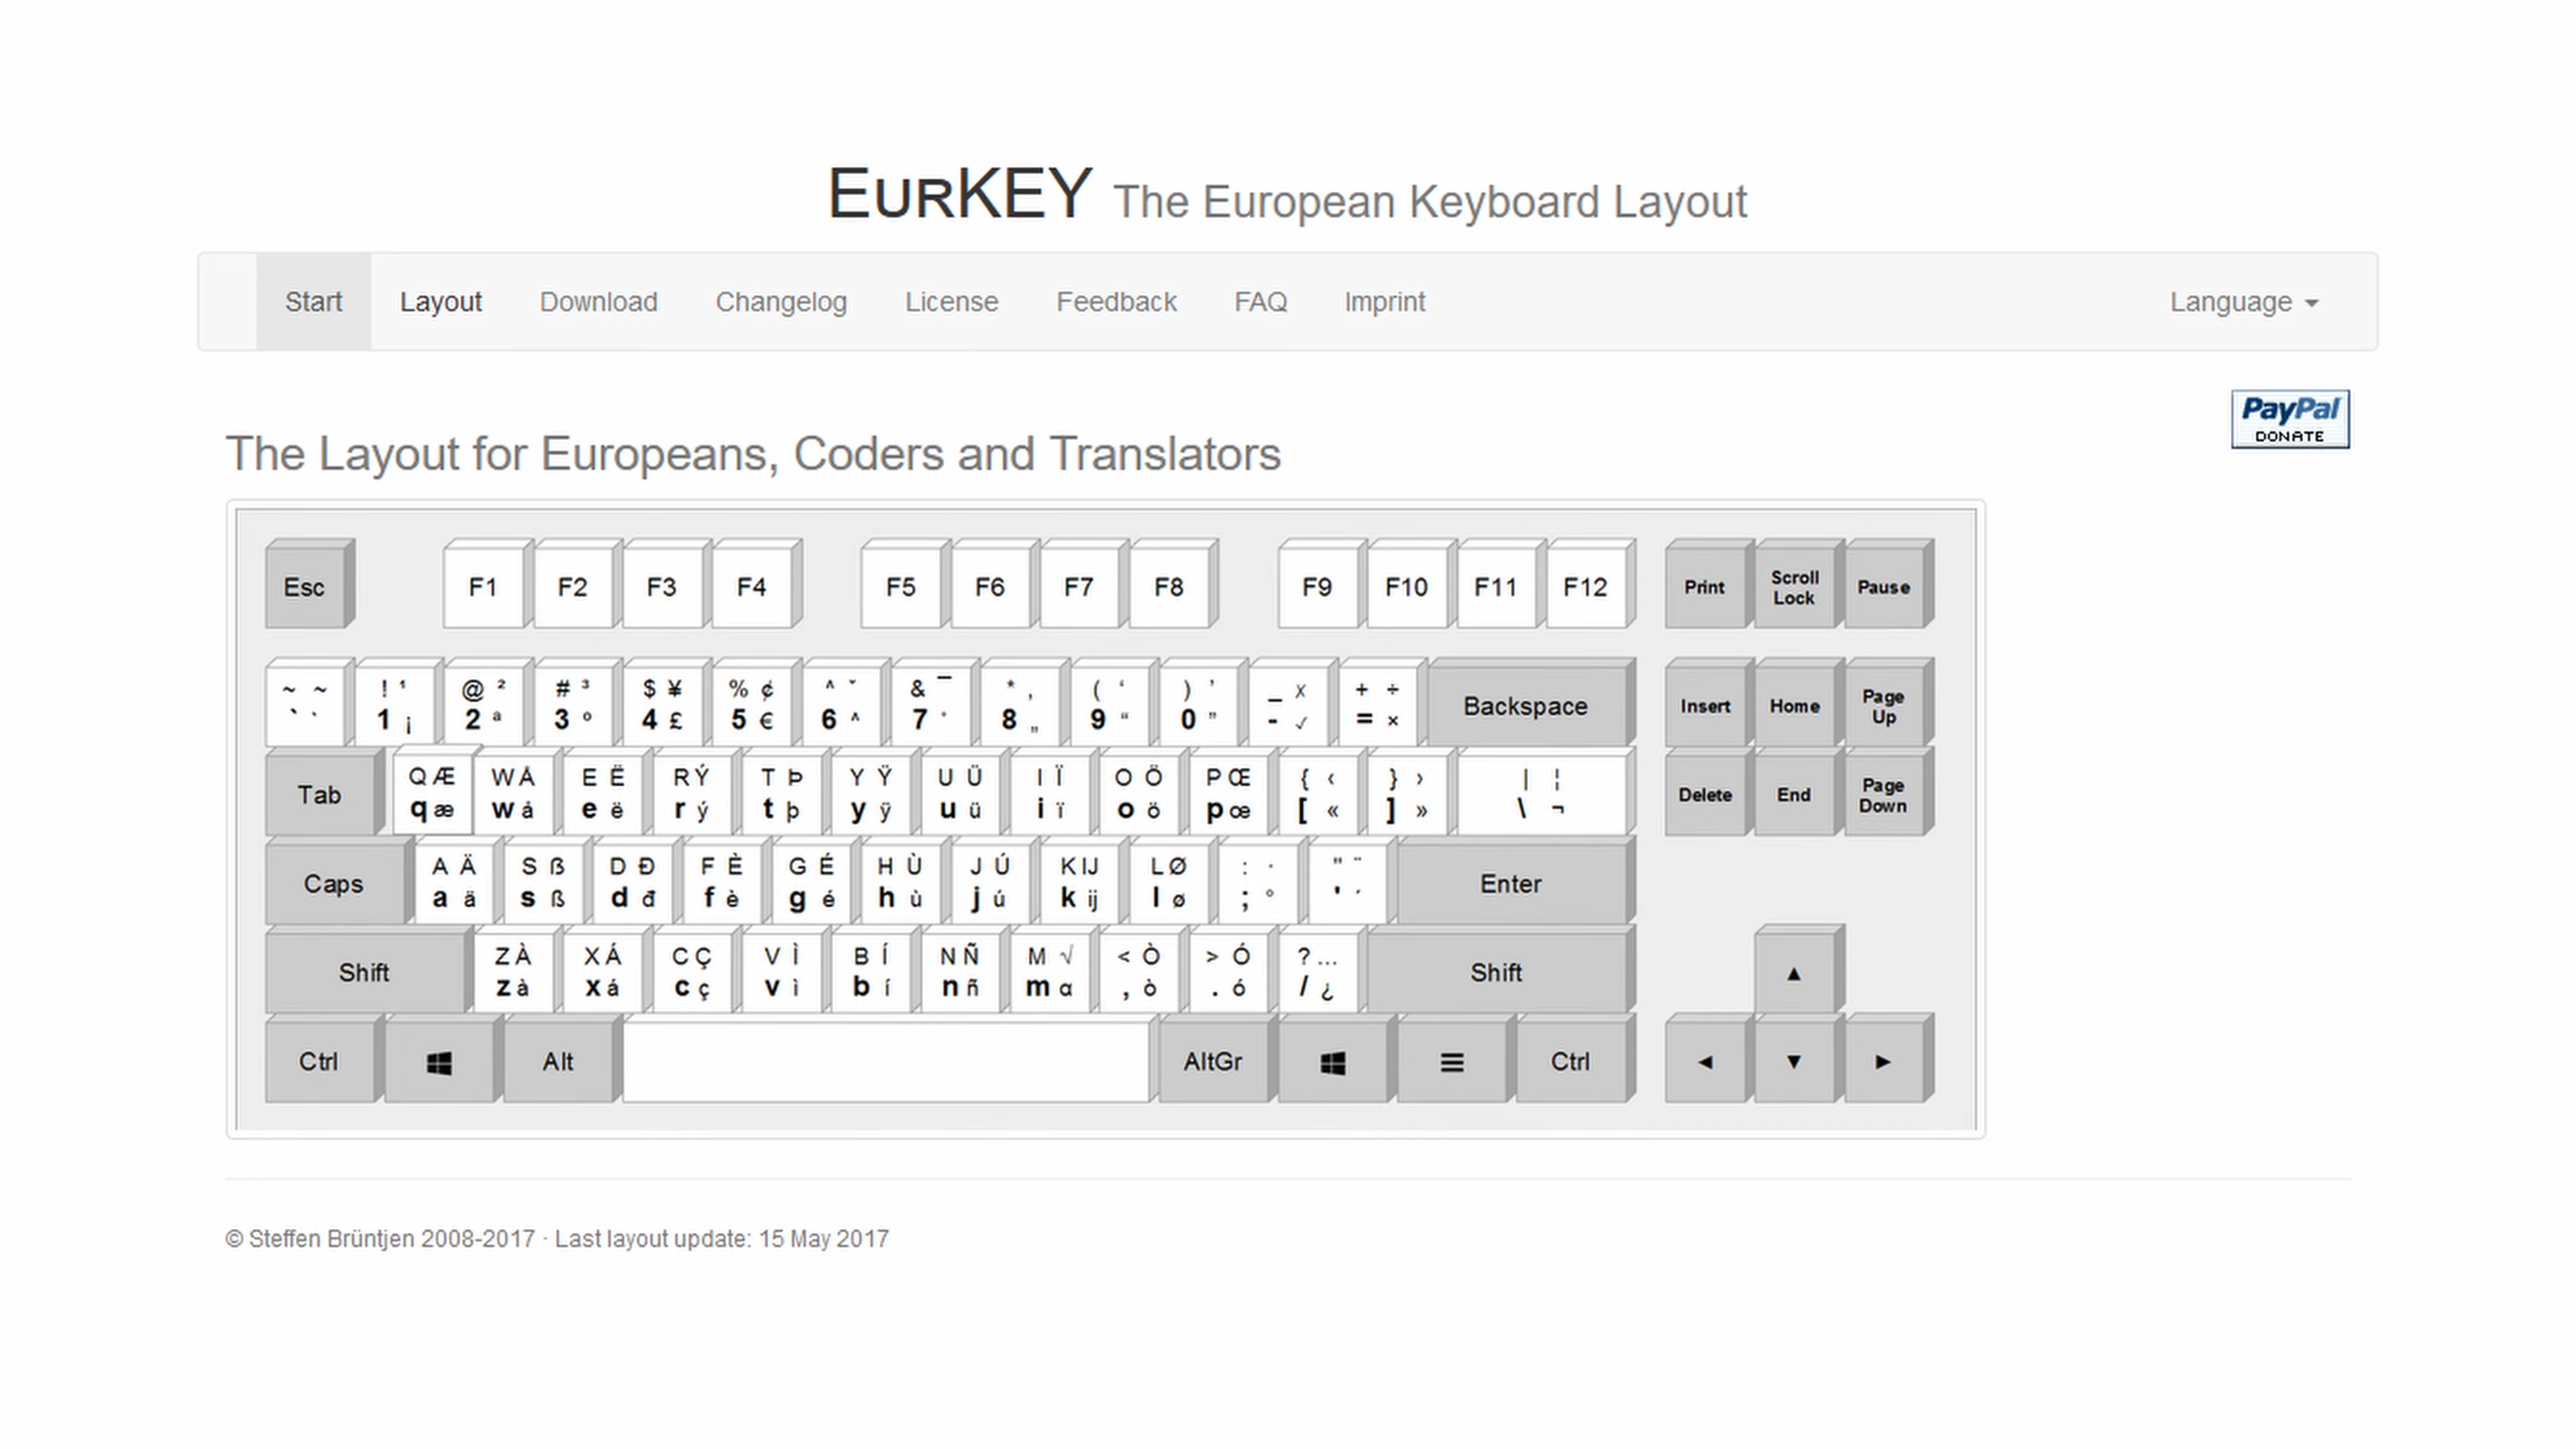 EURKEY The European Keyboard Layout
Start Layout Download Changelog License Feedback FAQ Imprint Language
PayPal
DONATE
The Layout for Europeans, Coders and Translators
Esc F1 F2 F3 F4 F5 F6 F7 F8 F9 F10 F11 F12 Print Scroll Lock Pause
~ ~ ! ¹ @ ² # ³ $ ¥ % ¢ ^ ˇ & ¯ * ‚ ( ‘ ) ’ _ ✗ + ÷
` ` 1 ¡ 2 ª 3 º 4 £ 5 € 6 ^ 7 ˚ 8 „ 9 “ 0 ” - ✓ = × Backspace Insert Home Page Up
Q Æ W Å E Ë R Ý T Þ Y Ÿ U Ü I Ï O Ö P Œ { ‹ } › | ¦
Tab q æ w å e ë r ý t þ y ÿ u ü i ï o ö p œ [ « ] » \ ¬ Delete End Page Down
A Ä S ẞ D Đ F È G É H Ù J Ú K Ĳ L Ø : · " ¨
Caps a ä s ß d đ f è g é h ù j ú k ĳ l ø ; ° ' ´ Enter
Z À X Á C Ç V Ì B Í N Ñ M √ < Ò > Ó ? …
Shift z à x á c ç v ì b í n ñ m α , ò . ó / ¿ Shift ▲
Ctrl Alt AltGr Ctrl ◄ ▼ ►
© Steffen Brüntjen 2008-2017 · Last layout update: 15 May 2017